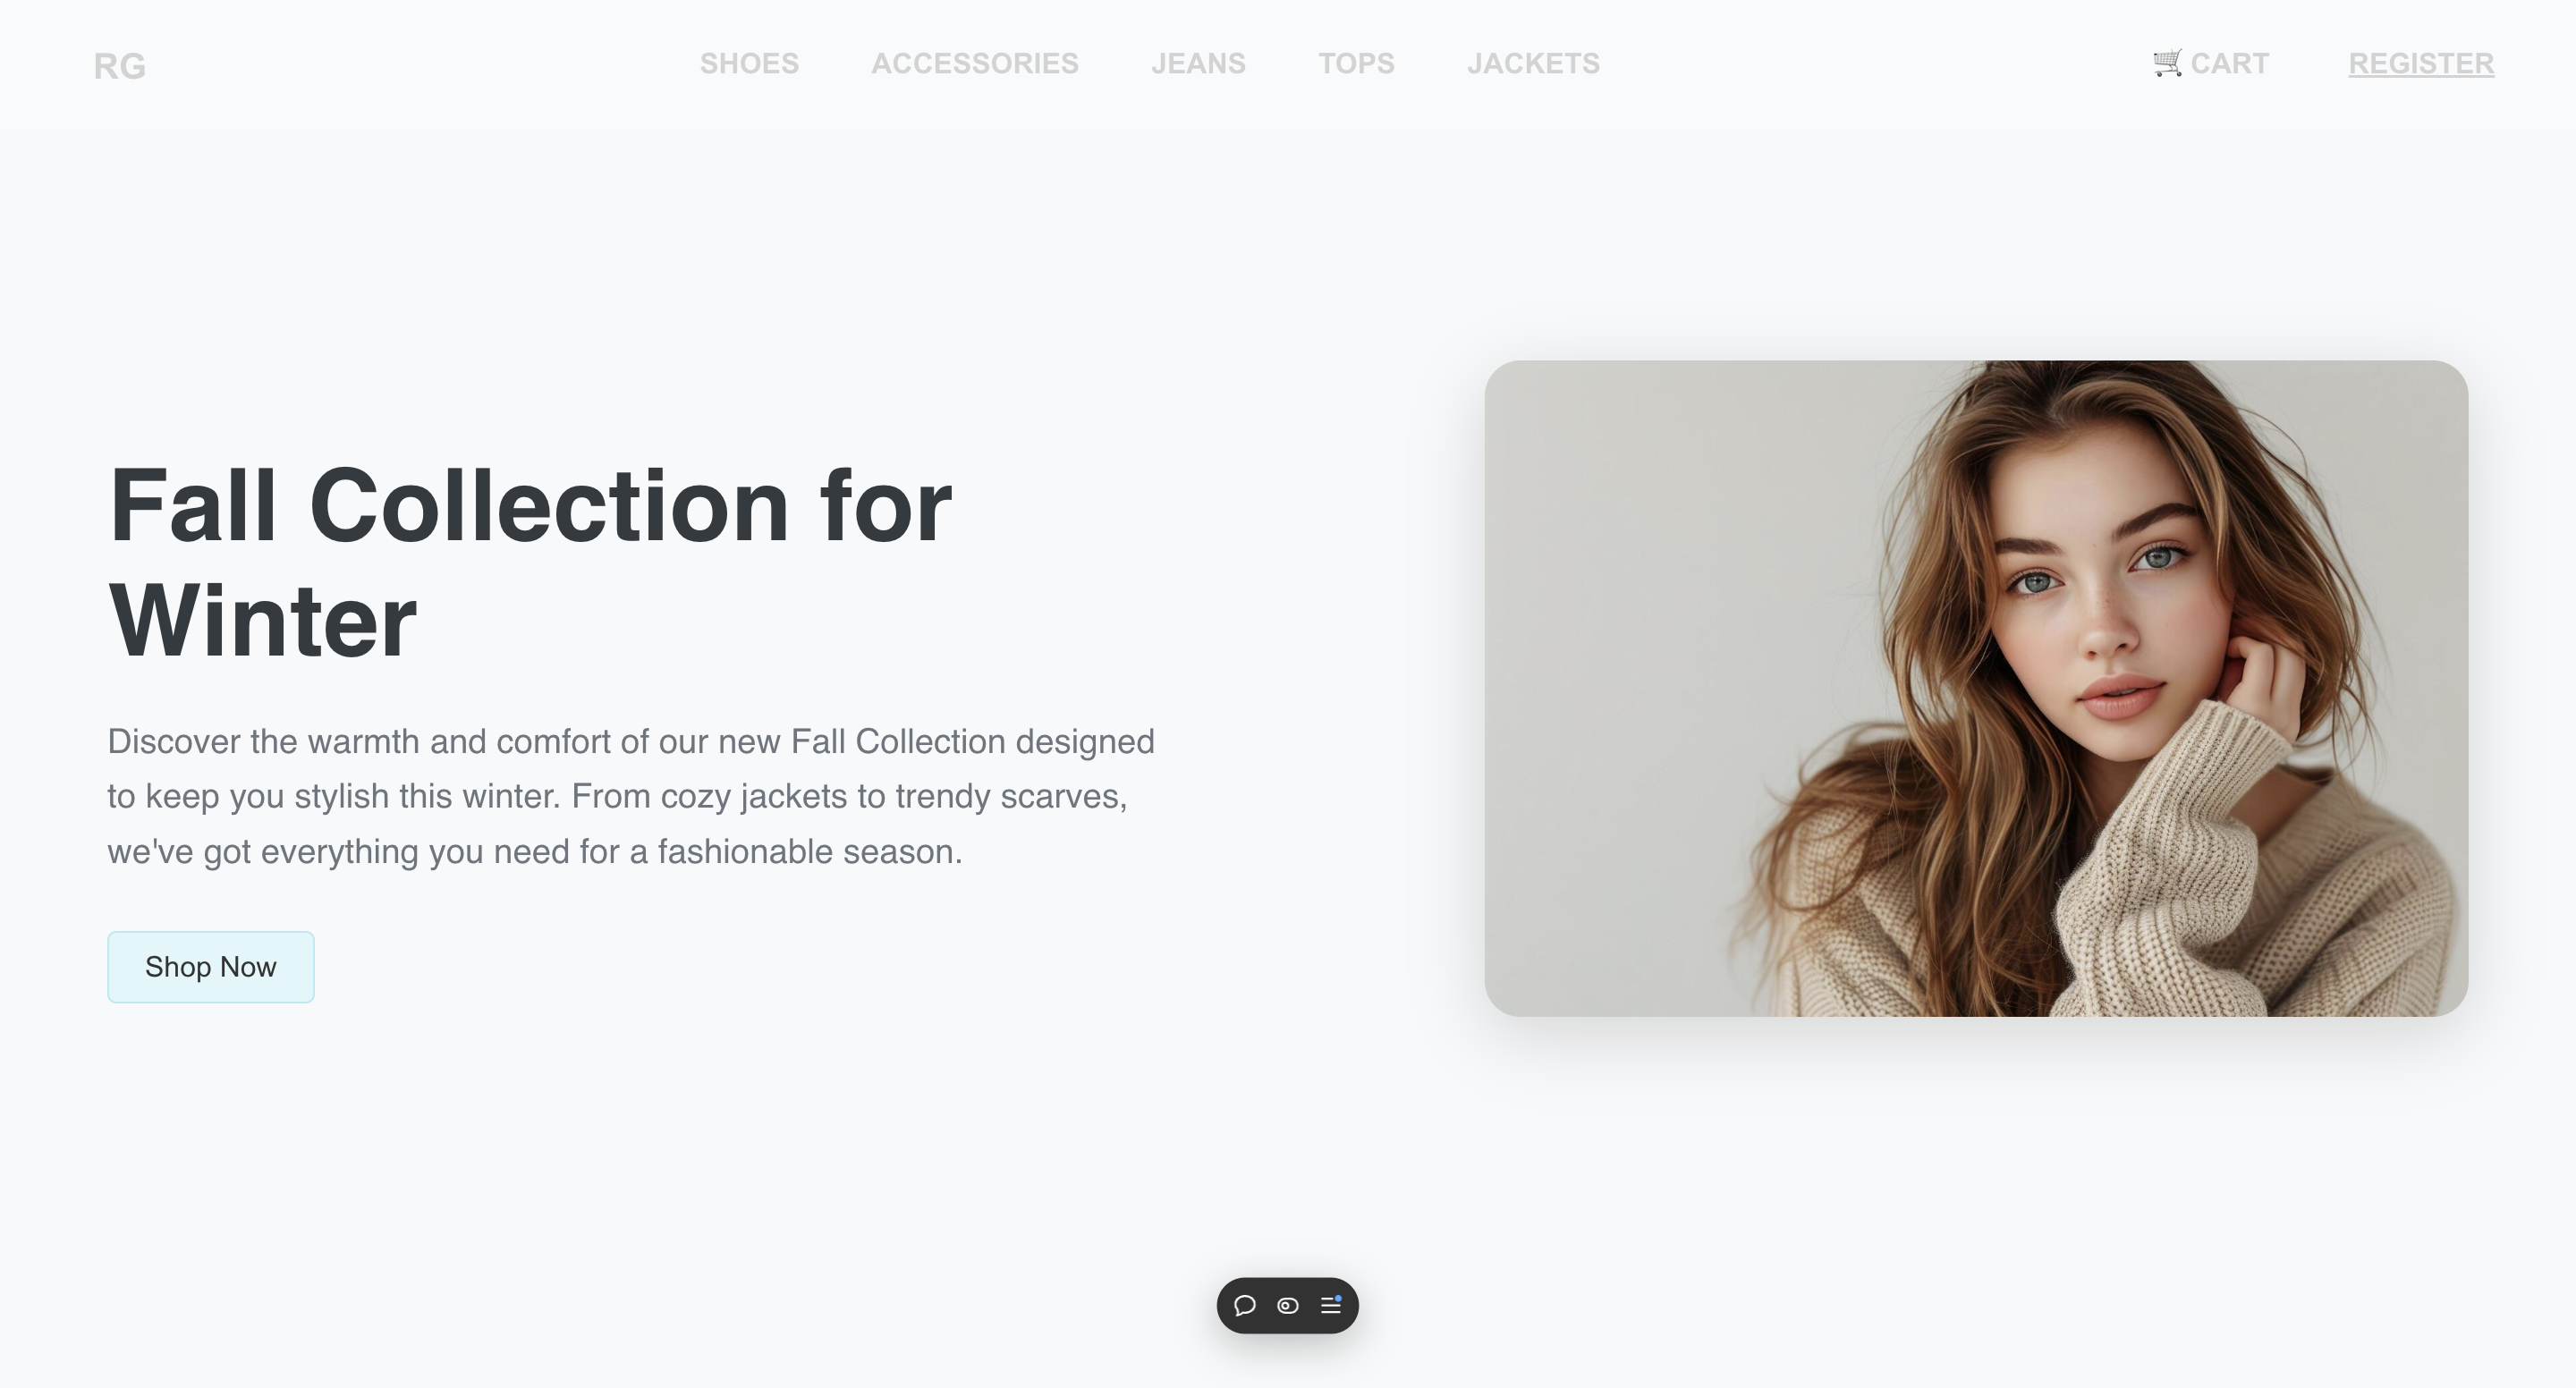 RG
SHOES ACCESSORIES JEANS TOPS JACKETS
🛒 CART
REGISTER
Fall Collection for
Winter
Discover the warmth and comfort of our new Fall Collection designed
to keep you stylish this winter. From cozy jackets to trendy scarves,
we've got everything you need for a fashionable season.
Shop Now